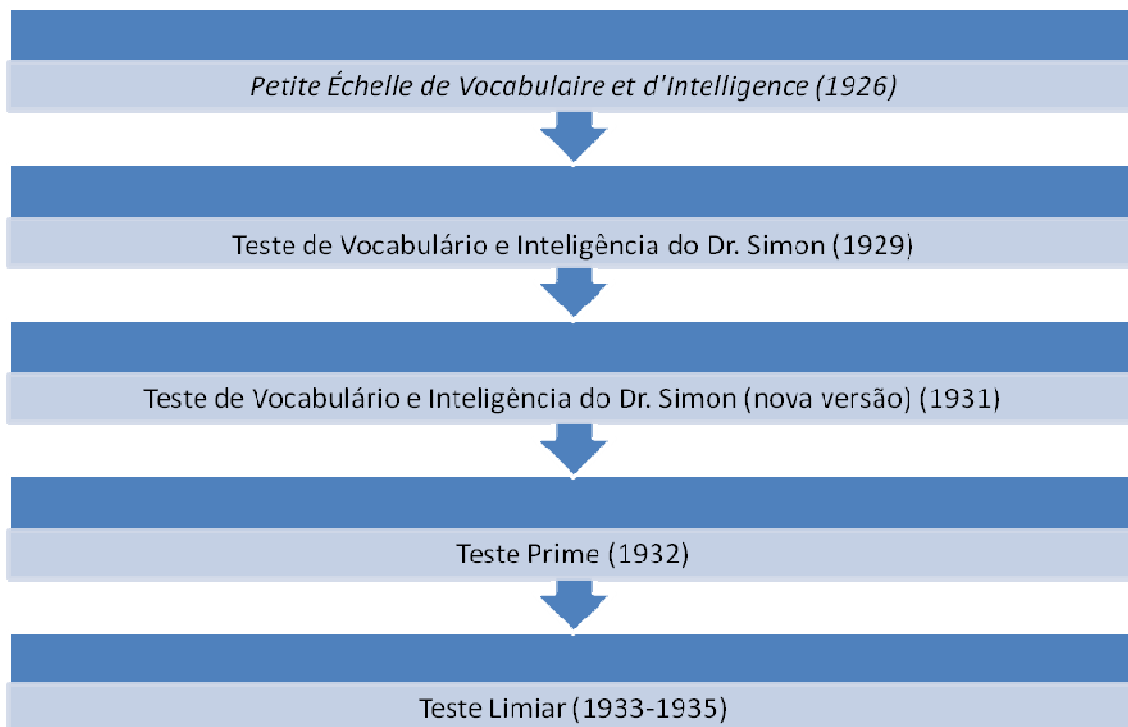 Petite Échelle de Vocabulaire et d'Intelligence (1926)
Teste de Vocabulário e Inteligência do Dr. Simon (1929)
Teste de Vocabulário e Inteligência do Dr. Simon (nova versão) (1931)
Teste Prime (1932)
Teste Limiar (1933-1935)